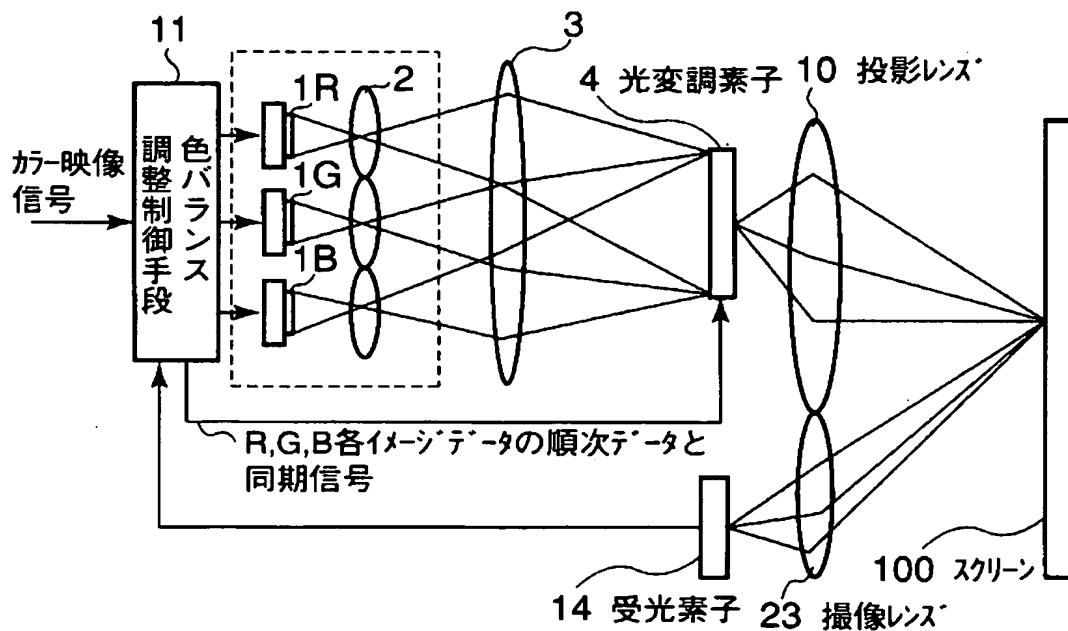 11
カラー映像
信号
色バランス
調整制御手段
1R
1G
1B
2
3
4 光変調素子
10 投影レンズ
R,G,B各イメージデータの順次データと
同期信号
14 受光素子
23 撮像レンズ
100 スクリーン